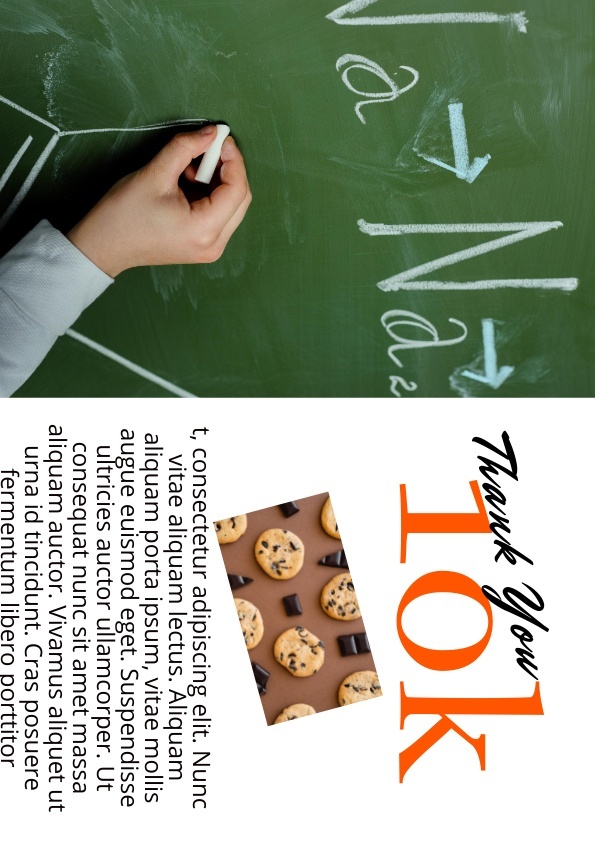 Na → Na₂ →
Thank You
10k
t, consectetur adipiscing elit. Nunc
vitae aliquam lectus. Aliquam
aliquam porta ipsum, vitae mollis
augue euismod eget. Suspendisse
ultricies auctor ullamcorper. Ut
consequat nunc sit amet massa
aliquam auctor. Vivamus aliquet ut
urna id tincidunt. Cras posuere
fermentum libero porttitor